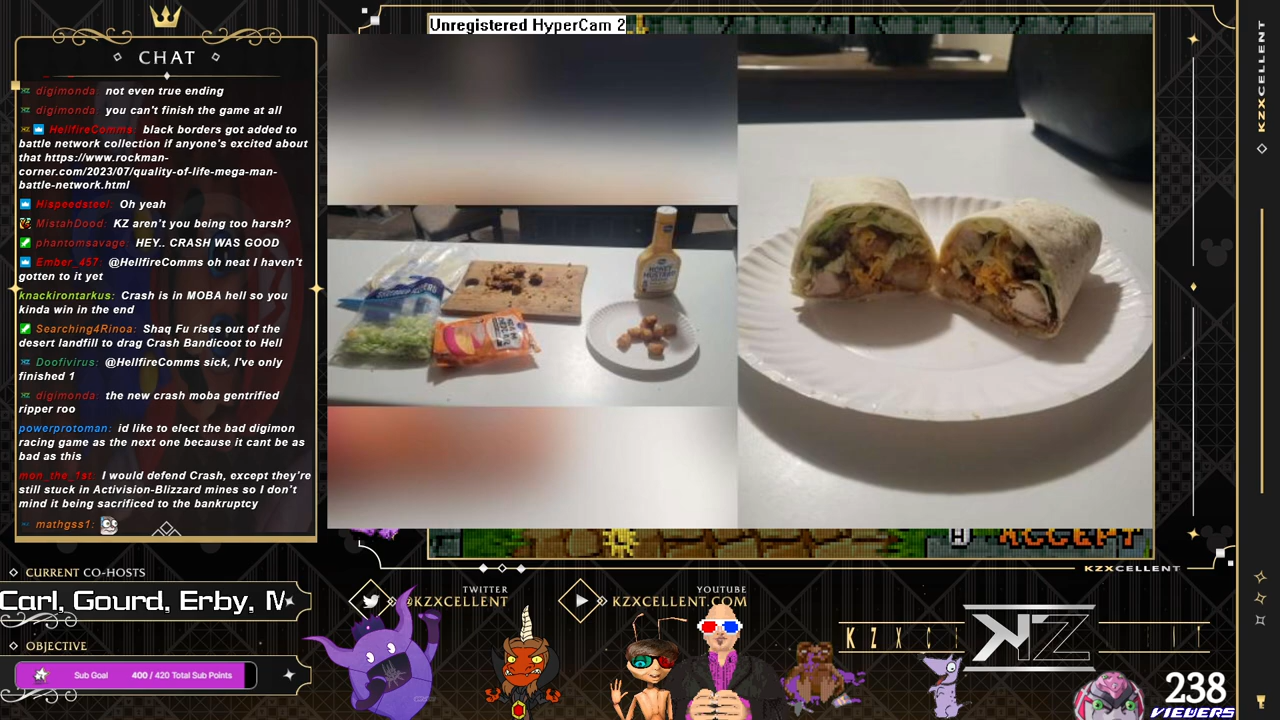 Unregistered HyperCam 2
CHAT
digimonda: not even true ending
digimonda: you can't finish the game at all
HellfireComms: black borders got added to
battle network collection if anyone's excited about
that https://www.rockman-
corner.com/2023/07/quality-of-life-mega-man-
battle-network.html
Hispeedsteel: Oh yeah
MistahDood: KZ aren't you being too harsh?
phantomsavage: HEY.. CRASH WAS GOOD
Ember_457: @HellfireComms oh neat I haven't
gotten to it yet
knackirontarkus: Crash is in MOBA hell so you
kinda win in the end
Searching4Rinoa: Shaq Fu rises out of the
desert landfill to drag Crash Bandicoot to Hell
Doofivirus: @HellfireComms sick, I've only
finished 1
digimonda: the new crash moba gentrified
ripper roo
powerprotoman: id like to elect the bad digimon
racing game as the next one because it cant be as
bad as this
mon_the_1st: I would defend Crash, except they're
still stuck in Activision-Blizzard mines so I don't
mind it being sacrificed to the bankruptcy
mathgss1:
HONEY
MUSTARD
ACCEPT
KZXCELLENT
KZXCELLENT
CURRENT CO-HOSTS
Carl, Gourd, Erby, M
TWITTER
@KZXCELLENT
YOUTUBE
KZXCELLENT.COM
OBJECTIVE
Sub Goal 400 / 420 Total Sub Points
KZXC
KZ
238
VIEWERS